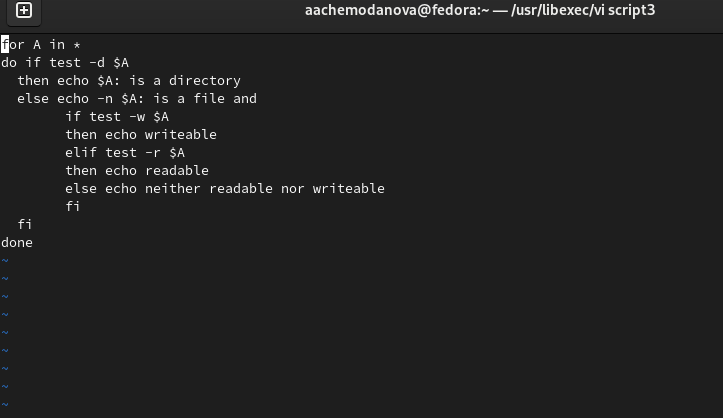 aachemodanova@fedora:~ — /usr/libexec/vi script3
for A in *
do if test -d $A
  then echo $A: is a directory
  else echo -n $A: is a file and
        if test -w $A
        then echo writeable
        elif test -r $A
        then echo readable
        else echo neither readable nor writeable
        fi
  fi
done
~
~
~
~
~
~
~
~
~